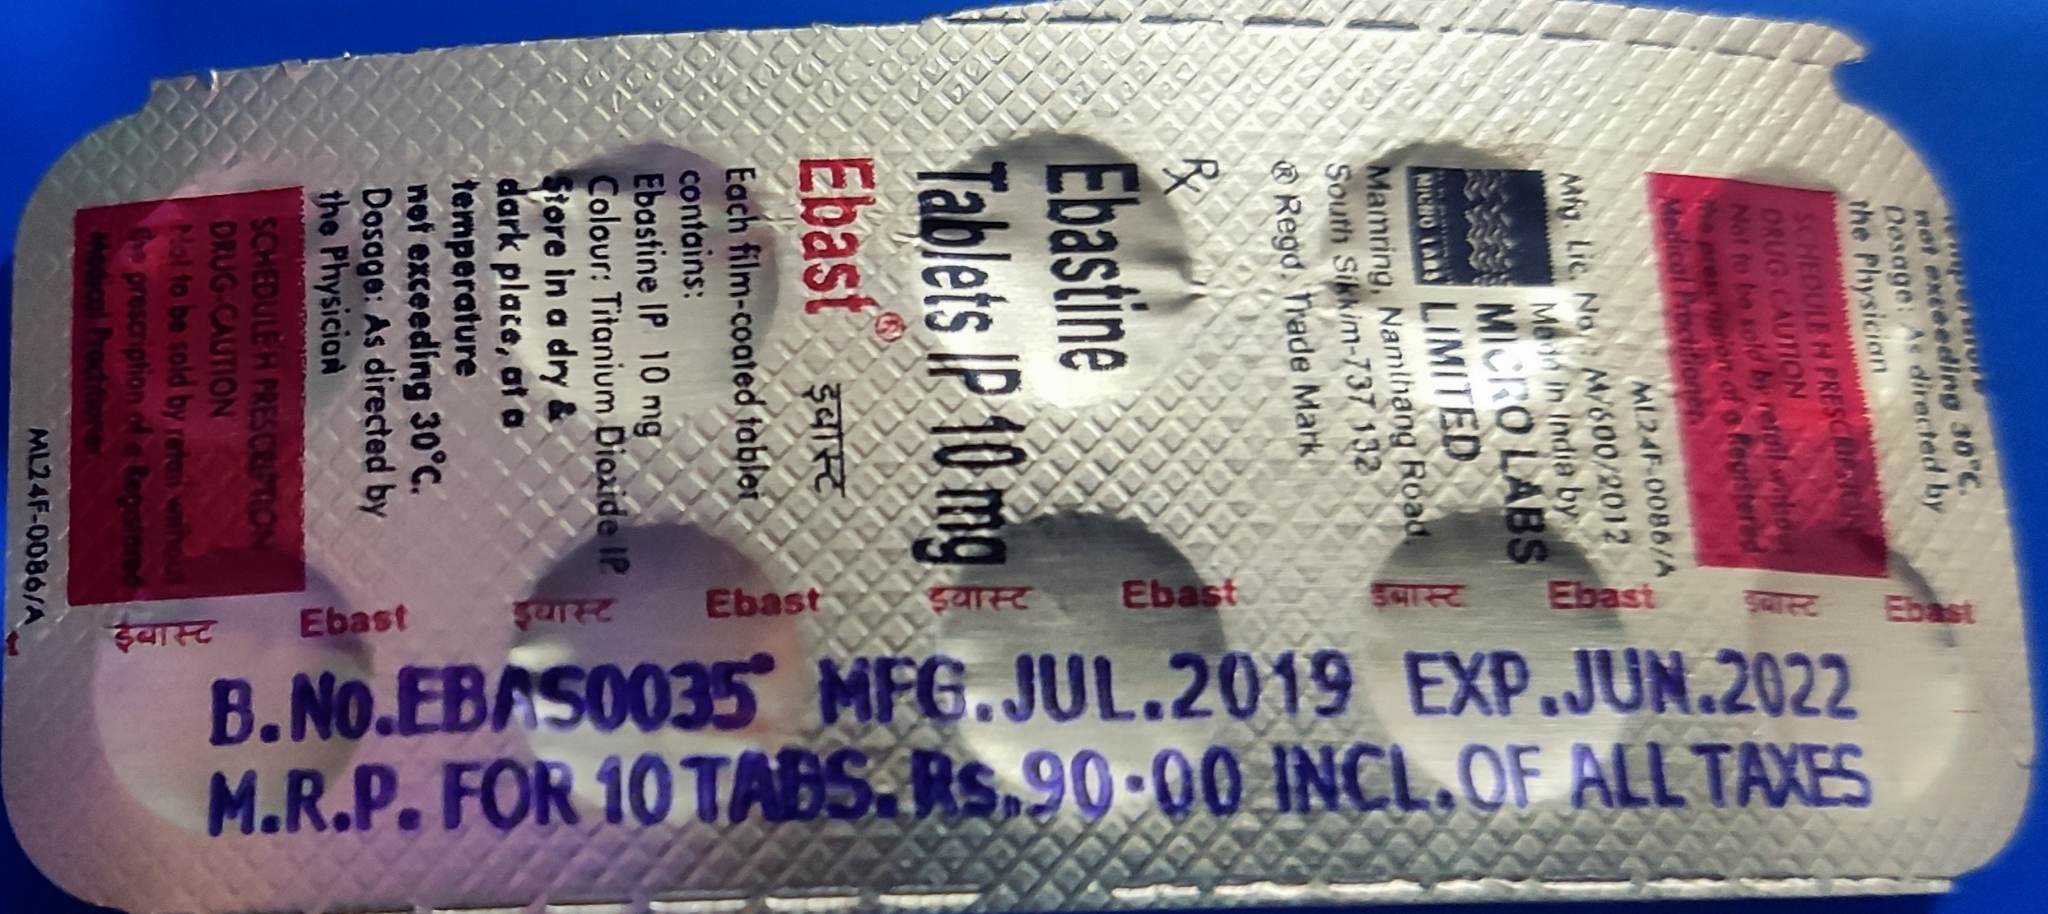 not exceeding 30°C.
Dosage: As directed by
the Physician
SCHEDULE H PRESCRIPTION
DRUG CAUTION
Not to be sold by retail without
the prescription of a Registered
Medical Practitioner
ML24F-0086/A
Mfg. Lic. No.: M/600/2012
Made in India by
MICRO LABS
LIMITED
MICRO LABS
Mamring, Namthang Road,
South Sikkim-737 132
® Regd. Trade Mark
Rx
Ebastine
Tablets IP 10 mg
Ebast®
इबास्ट
Each film-coated tablet
contains:
Ebastine IP 10 mg
Colour: Titanium Dioxide IP
Store in a dry &
dark place, at a
temperature
not exceeding 30°C.
Dosage: As directed by
the Physician
SCHEDULE H PRESCRIPTION
DRUG-CAUTION
Not to be sold by retail without
the prescription of a Registered
Medical Practitioner
ML24F-0086/A
इबास्ट Ebast इबास्ट Ebast इबास्ट Ebast इबास्ट Ebast इबास्ट Ebast
B.No.EBAS0035 MFG.JUL.2019 EXP.JUN.2022
M.R.P. FOR 10 TABS. Rs..90.00 INCL.OF ALL TAXES